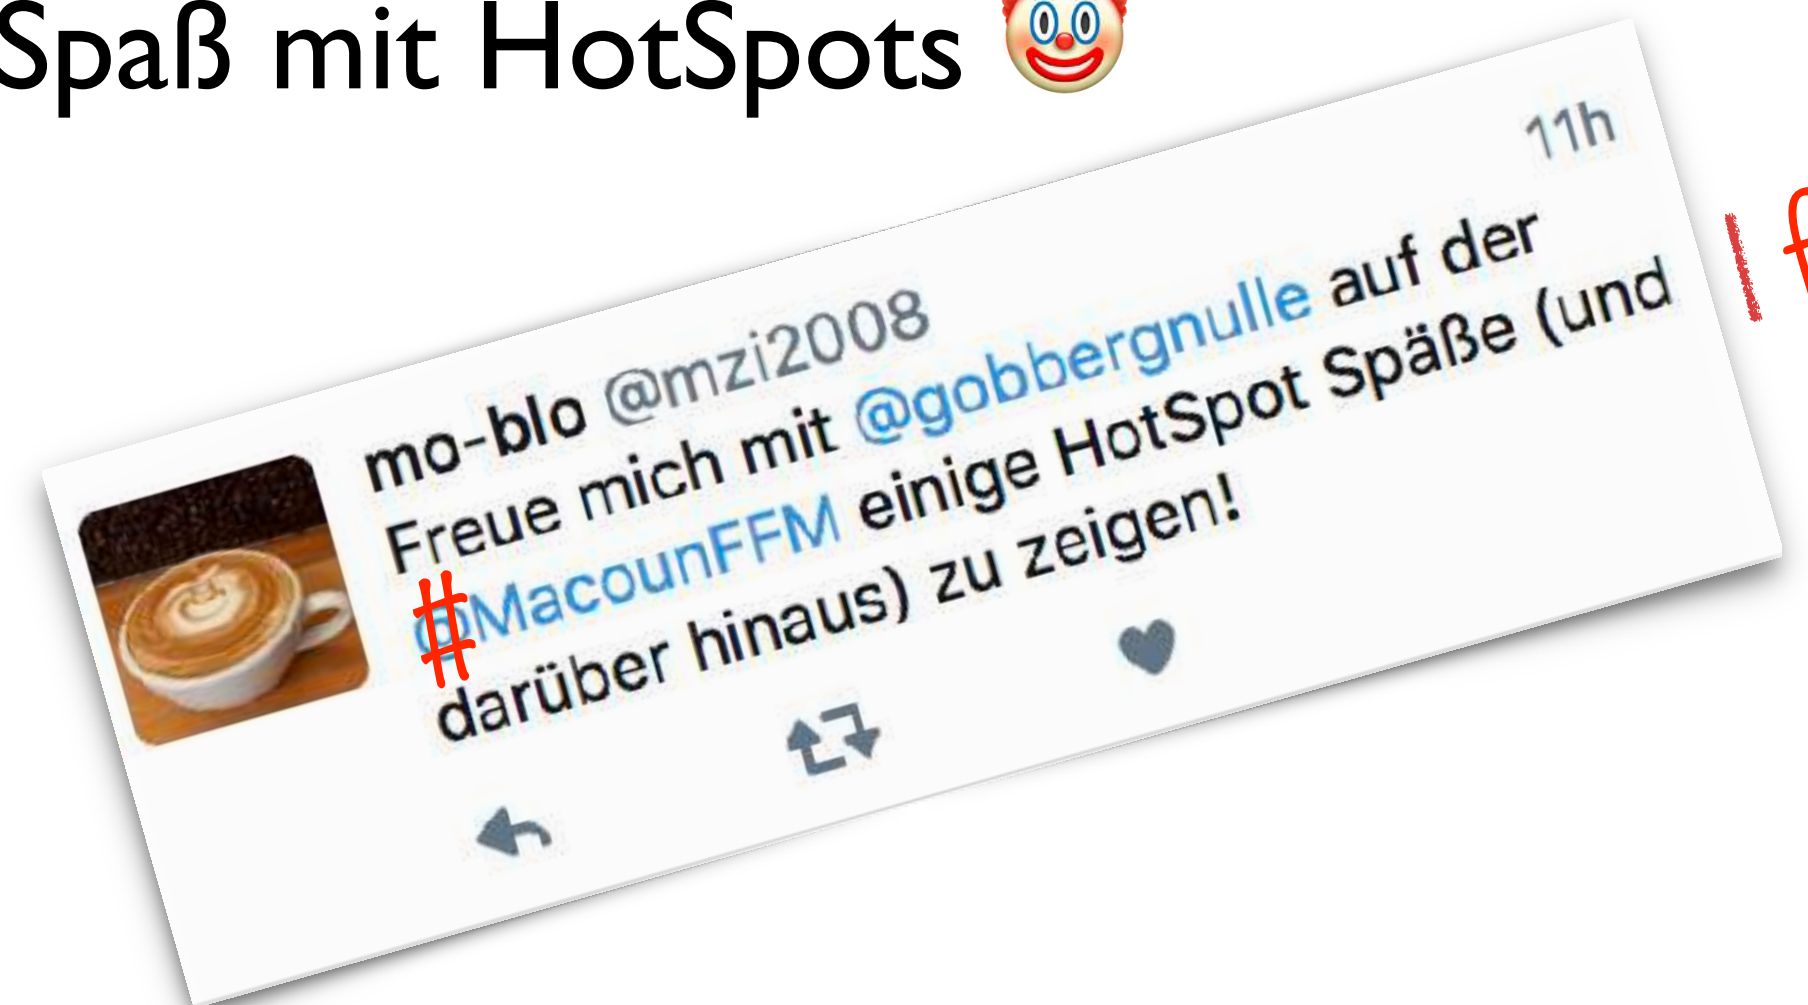 Spaß mit HotSpots 🤡
11h
mo-blo @mzi2008
Freue mich mit @gobbergnulle auf der
#MacounFFM einige HotSpot Späße (und
darüber hinaus) zu zeigen!